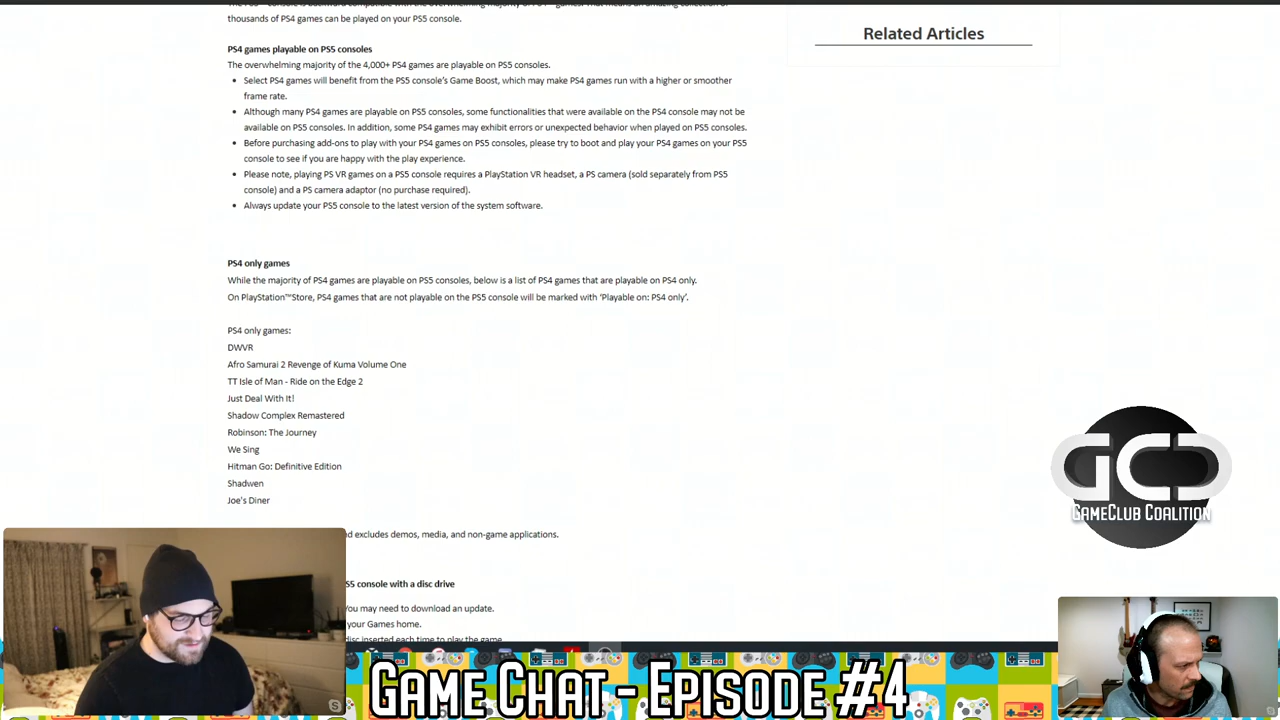 thousands of PS4 games can be played on your PS5 console.
Related Articles
PS4 games playable on PS5 consoles
The overwhelming majority of the 4,000+ PS4 games are playable on PS5 consoles.
Select PS4 games will benefit from the PS5 console's Game Boost, which may make PS4 games run with a higher or smoother
frame rate.
Although many PS4 games are playable on PS5 consoles, some functionalities that were available on the PS4 console may not be
available on PS5 consoles. In addition, some PS4 games may exhibit errors or unexpected behavior when played on PS5 consoles.
Before purchasing add-ons to play with your PS4 games on PS5 consoles, please try to boot and play your PS4 games on your PS5
console to see if you are happy with the play experience.
Please note, playing PS VR games on a PS5 console requires a PlayStation VR headset, a PS camera (sold separately from PS5
console) and a PS camera adaptor (no purchase required).
Always update your PS5 console to the latest version of the system software.
PS4 only games
While the majority of PS4 games are playable on PS5 consoles, below is a list of PS4 games that are playable on PS4 only.
On PlayStation™Store, PS4 games that are not playable on the PS5 console will be marked with ‘Playable on: PS4 only’.
PS4 only games:
DWVR
Afro Samurai 2 Revenge of Kuma Volume One
TT Isle of Man - Ride on the Edge 2
Just Deal With It!
Shadow Complex Remastered
Robinson: The Journey
We Sing
Hitman Go: Definitive Edition
Shadwen
Joe's Diner
GCC
GAMECLUB COALITION
d excludes demos, media, and non-game applications.
S5 console with a disc drive
You may need to download an update.
your Games home.
disc inserted each time to play the game
GAME CHAT - EPISODE #4